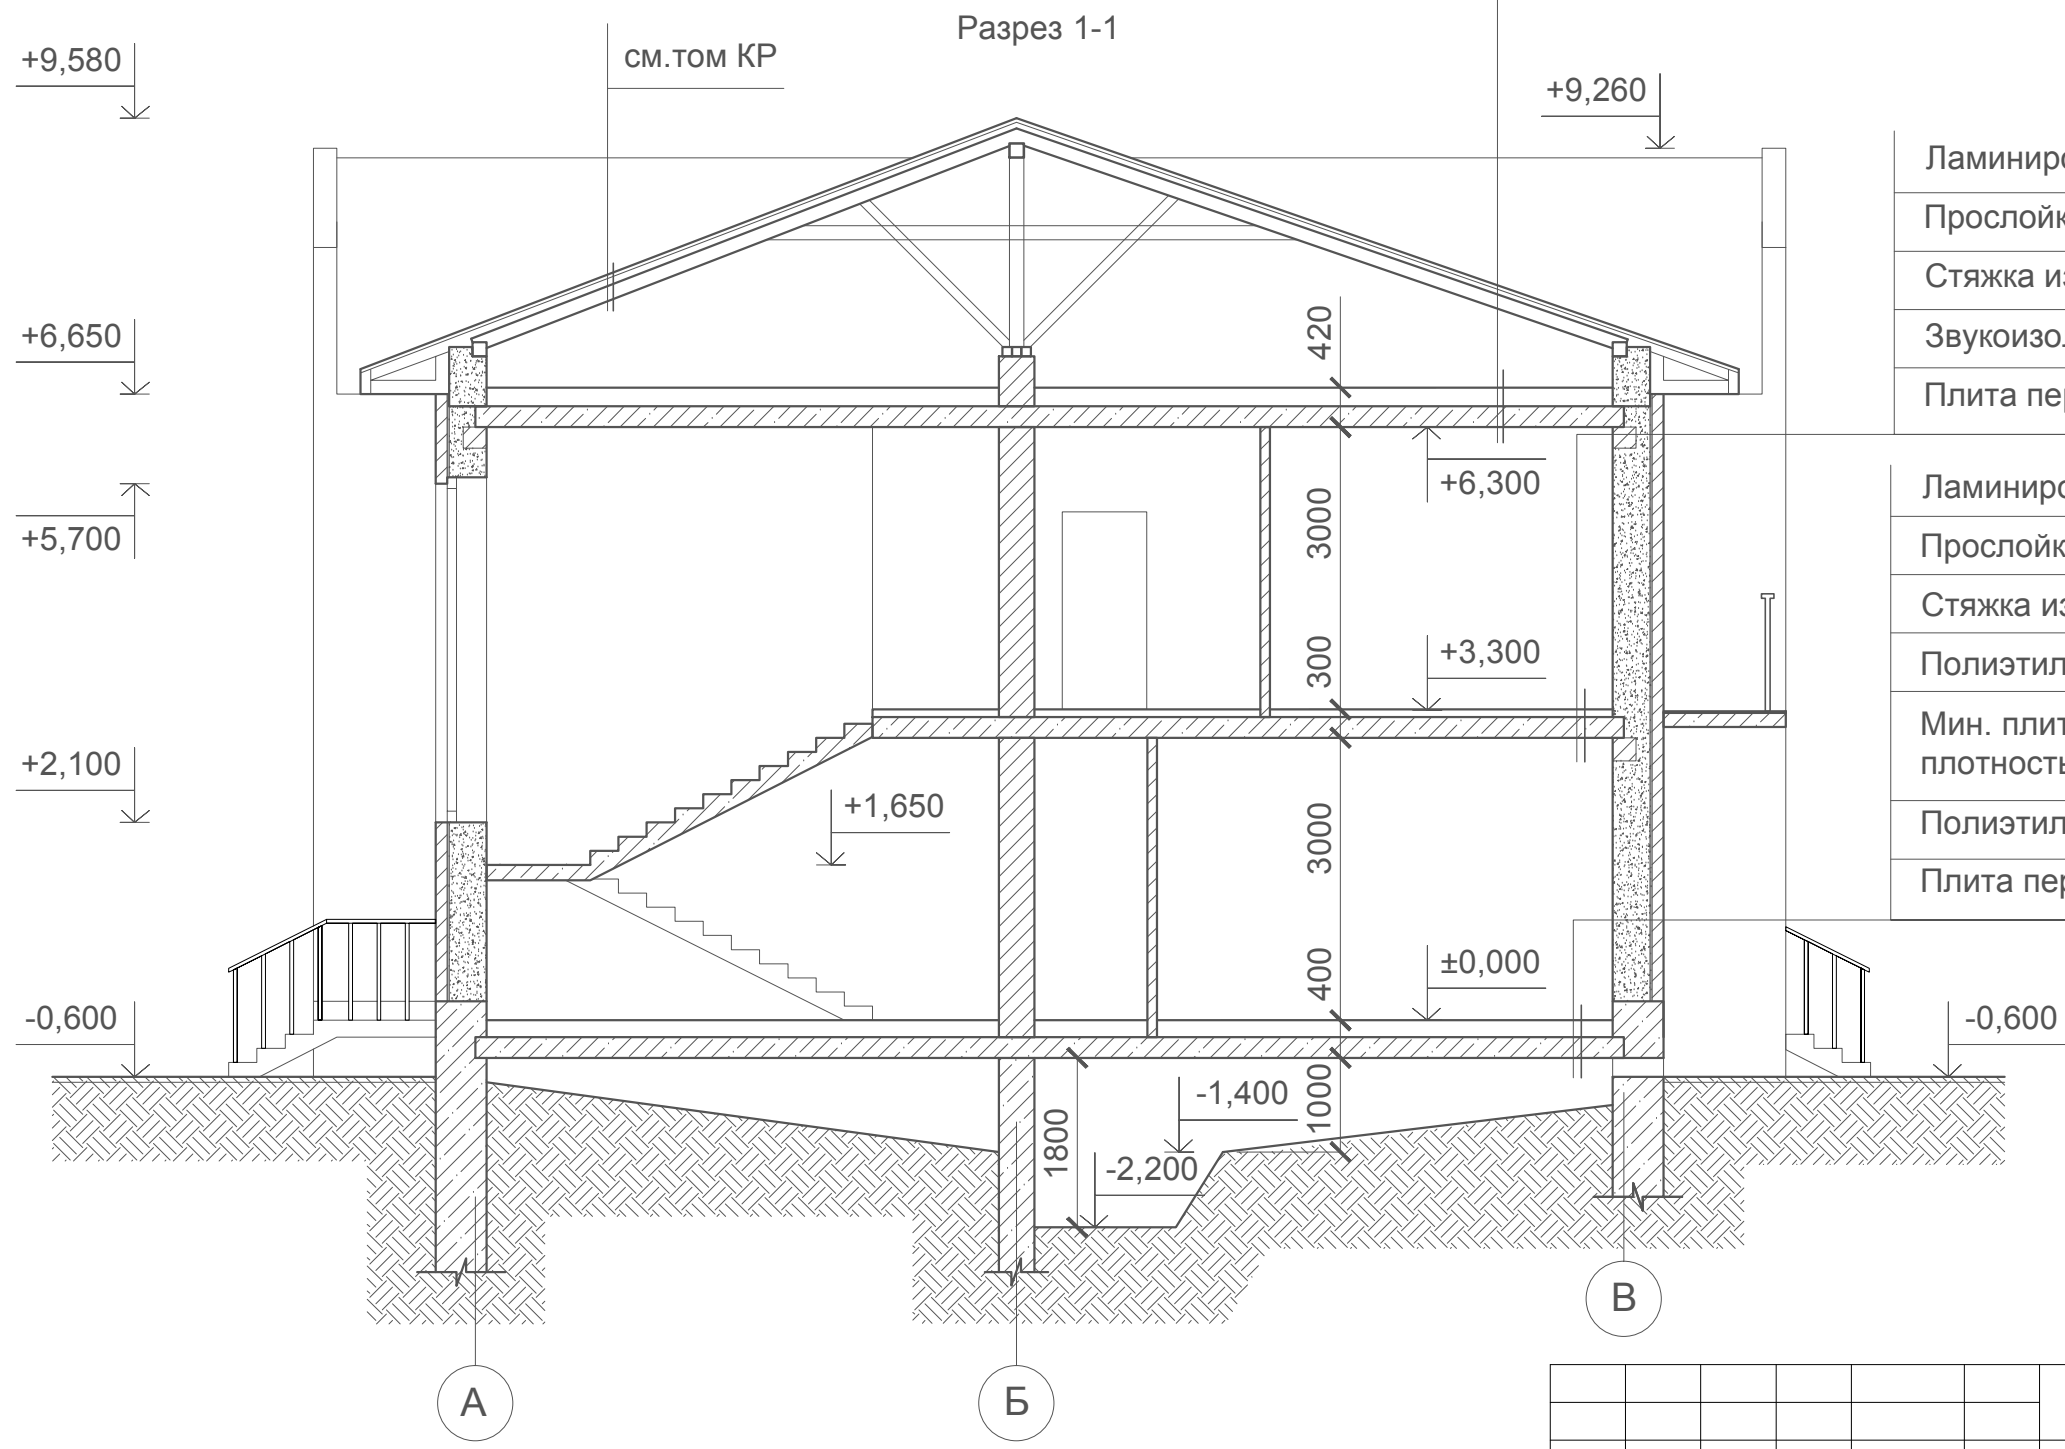 Разрез 1-1
см.том КР
+9,580
+9,260
+6,650
+5,700
+2,100
-0,600
420
+6,300
3000
300
+3,300
+1,650
3000
400
±0,000
-0,600
1000
-1,400
1800
-2,200
Ламиниро
Прослойк
Стяжка из
Звукоизол
Плита пер
Ламиниро
Прослойк
Стяжка из
Полиэтил
Мин. плит
плотность
Полиэтил
Плита пер
А
Б
В